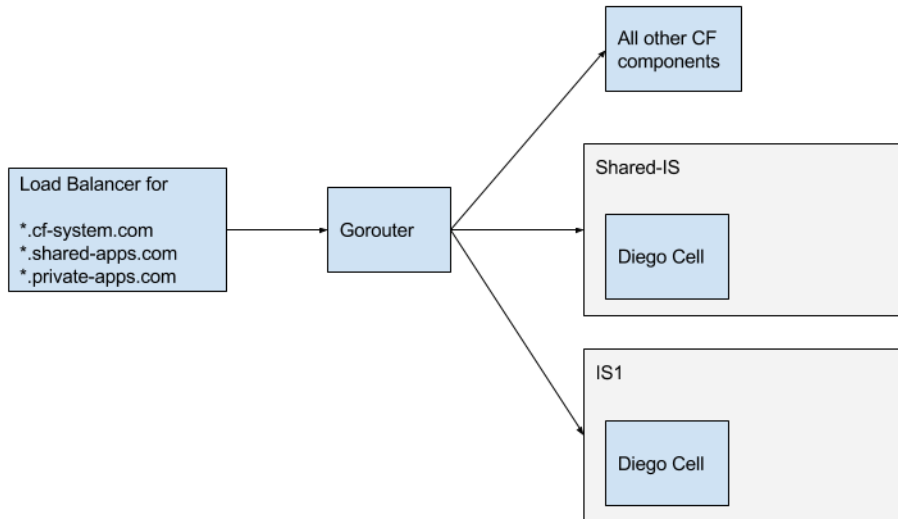 All other CF
components
Shared-IS
Load Balancer for
*.cf-system.com
*.shared-apps.com
*.private-apps.com
Gorouter
Diego Cell
IS1
Diego Cell